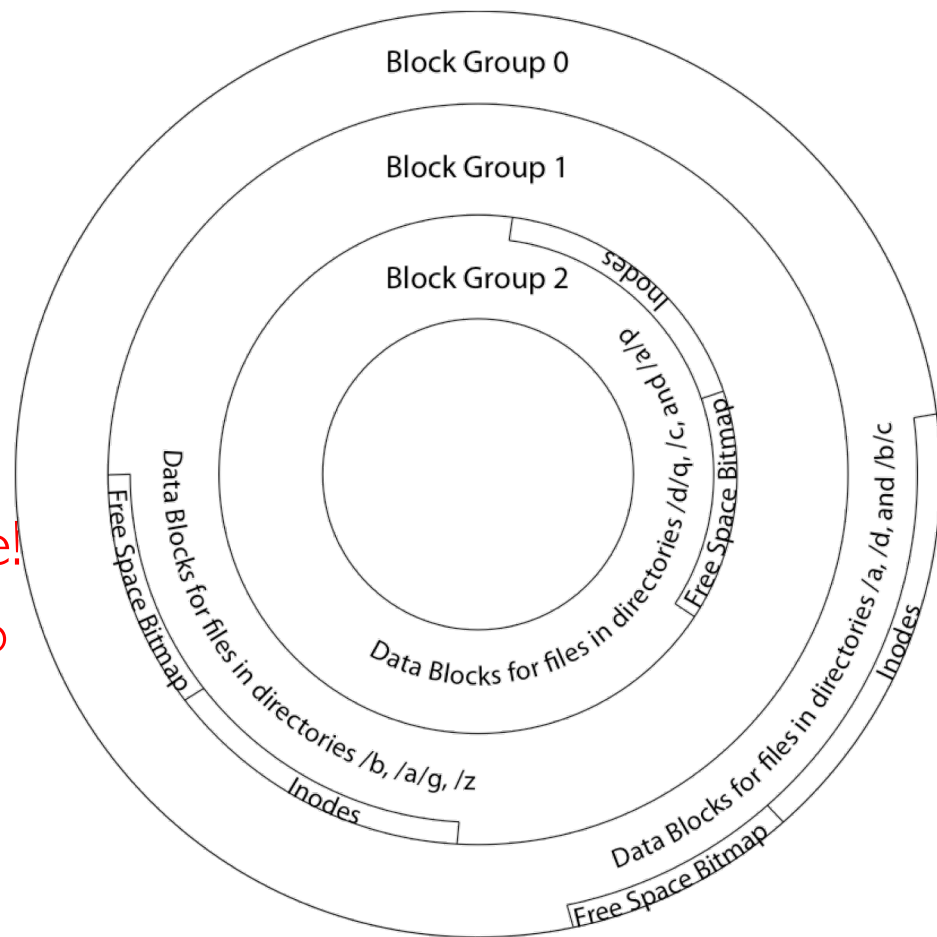 Block Group 0
Block Group 1
Block Group 2
Inodes
Free Space Bitmap
Data Blocks for files in directories /d/q, /c, and /a/p
Data Blocks for files in directories /b, /a/g, /z
Free Space Bitmap
Inodes
Data Blocks for files in directories /a, /d, and /b/c
Inodes
Free Space Bitmap
e!